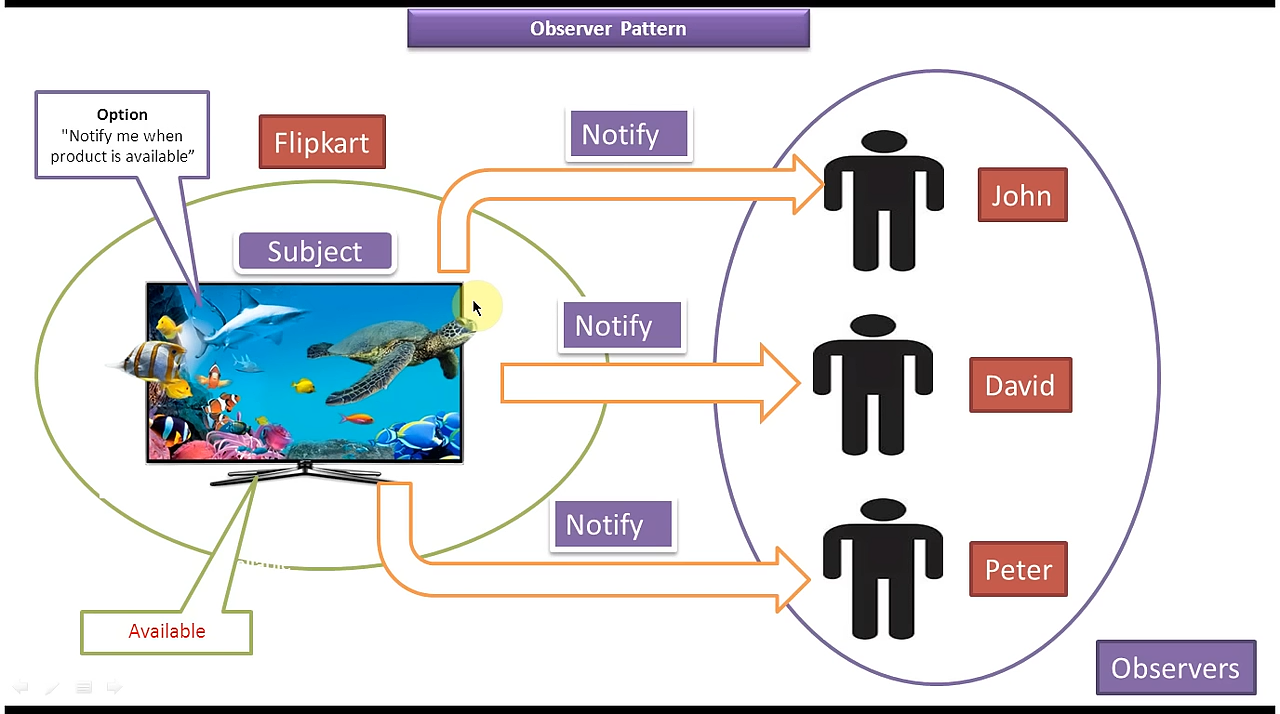 Observer Pattern
Option
"Notify me when
product is available”
Flipkart
Notify
John
Subject
Notify
David
Notify
Peter
Available
Observers